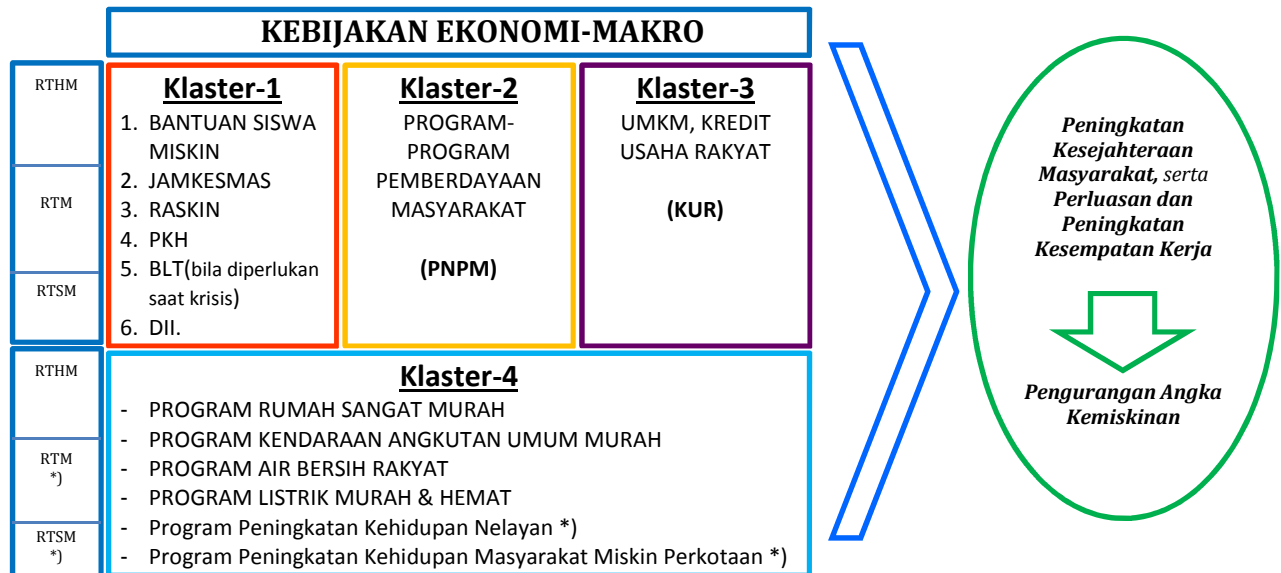 KEBIJAKAN EKONOMI-MAKRO
RTHM
RTM
RTSM
Klaster-1
1. BANTUAN SISWA
MISKIN
2. JAMKESMAS
3. RASKIN
4. PKH
5. BLT(bila diperlukan
saat krisis)
6. DII.
Klaster-2
PROGRAM-
PROGRAM
PEMBERDAYAAN
MASYARAKAT
(PNPM)
Klaster-3
UMKM, KREDIT
USAHA RAKYAT
(KUR)
RTHM
RTM
*)
RTSM
*)
Klaster-4
- PROGRAM RUMAH SANGAT MURAH
- PROGRAM KENDARAAN ANGKUTAN UMUM MURAH
- PROGRAM AIR BERSIH RAKYAT
- PROGRAM LISTRIK MURAH & HEMAT
- Program Peningkatan Kehidupan Nelayan *)
- Program Peningkatan Kehidupan Masyarakat Miskin Perkotaan *)
Peningkatan
Kesejahteraan
Masyarakat, serta
Perluasan dan
Peningkatan
Kesempatan Kerja
Pengurangan Angka
Kemiskinan